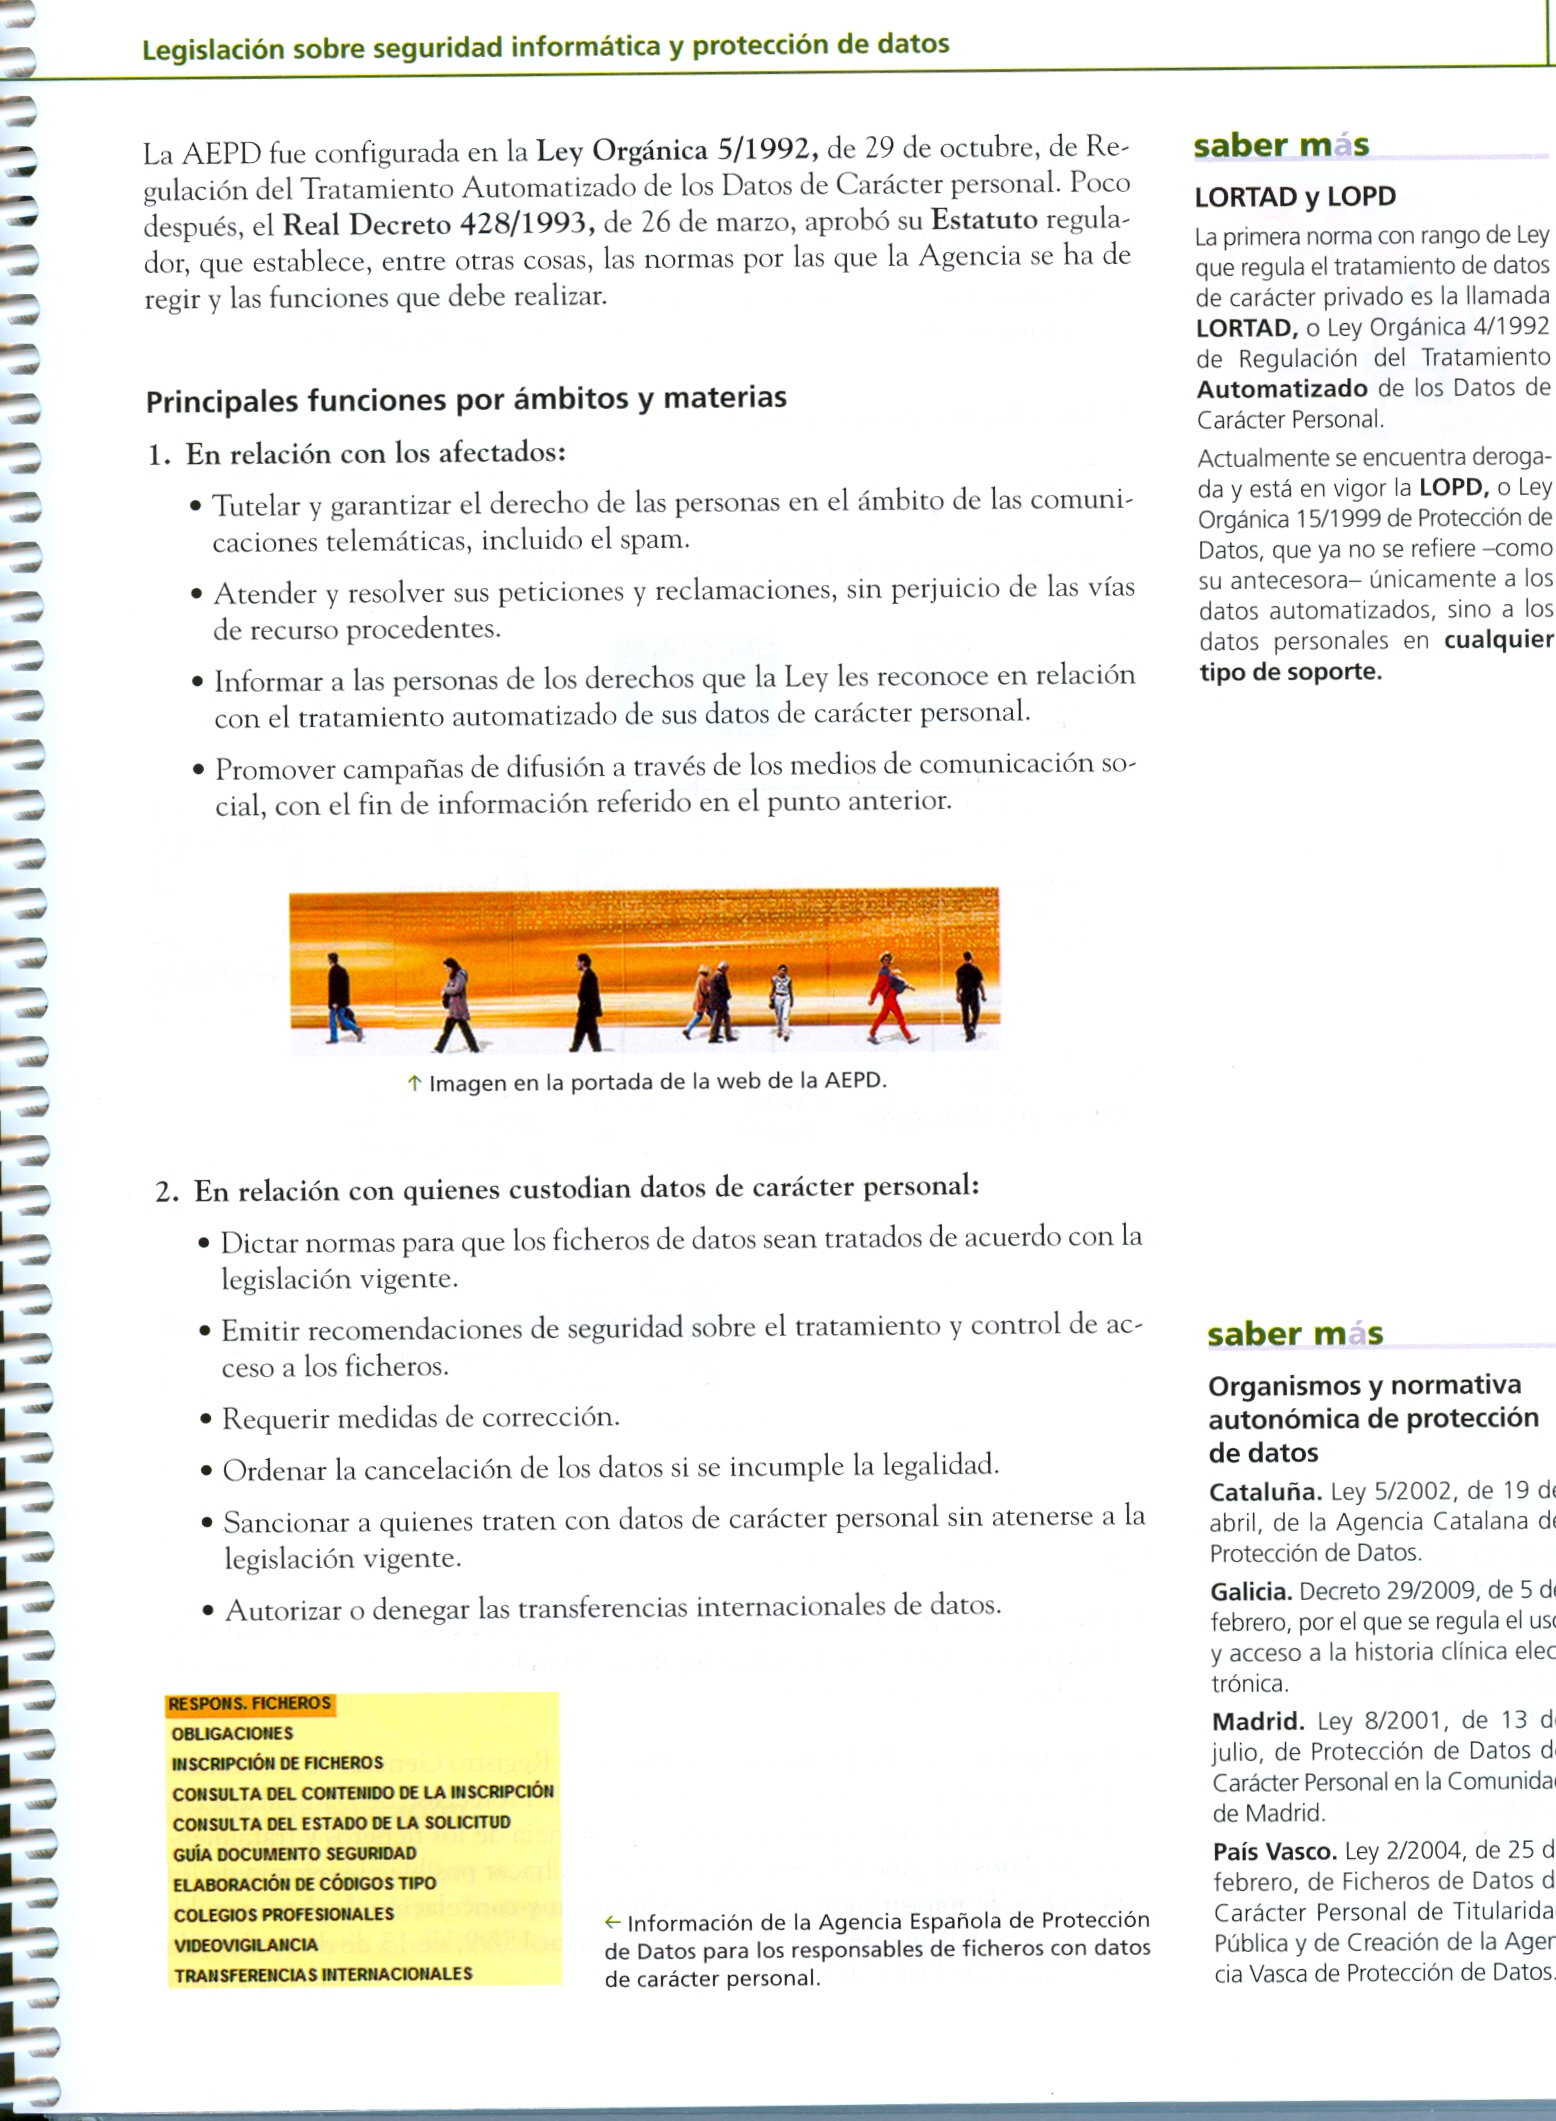 Legislación sobre seguridad informática y protección de datos
La AEPD fue configurada en la Ley Orgánica 5/1992, de 29 de octubre, de Re-
gulación del Tratamiento Automatizado de los Datos de Carácter personal. Poco
después, el Real Decreto 428/1993, de 26 de marzo, aprobó su Estatuto regula-
dor, que establece, entre otras cosas, las normas por las que la Agencia se ha de
regir y las funciones que debe realizar.
Principales funciones por ámbitos y materias
1. En relación con los afectados:
• Tutelar y garantizar el derecho de las personas en el ámbito de las comuni-
caciones telemáticas, incluido el spam.
• Atender y resolver sus peticiones y reclamaciones, sin perjuicio de las vías
de recurso procedentes.
• Informar a las personas de los derechos que la Ley les reconoce en relación
con el tratamiento automatizado de sus datos de carácter personal.
• Promover campañas de difusión a través de los medios de comunicación so-
cial, con el fin de información referido en el punto anterior.
↑ Imagen en la portada de la web de la AEPD.
2. En relación con quienes custodian datos de carácter personal:
• Dictar normas para que los ficheros de datos sean tratados de acuerdo con la
legislación vigente.
• Emitir recomendaciones de seguridad sobre el tratamiento y control de ac-
ceso a los ficheros.
• Requerir medidas de corrección.
• Ordenar la cancelación de los datos si se incumple la legalidad.
• Sancionar a quienes traten con datos de carácter personal sin atenerse a la
legislación vigente.
• Autorizar o denegar las transferencias internacionales de datos.
RESPONS. FICHEROS
OBLIGACIONES
INSCRIPCIÓN DE FICHEROS
CONSULTA DEL CONTENIDO DE LA INSCRIPCIÓN
CONSULTA DEL ESTADO DE LA SOLICITUD
GUÍA DOCUMENTO SEGURIDAD
ELABORACIÓN DE CÓDIGOS TIPO
COLEGIOS PROFESIONALES
VIDEOVIGILANCIA
TRANSFERENCIAS INTERNACIONALES
← Información de la Agencia Española de Protección
de Datos para los responsables de ficheros con datos
de carácter personal.
saber más
LORTAD y LOPD
La primera norma con rango de Ley
que regula el tratamiento de datos
de carácter privado es la llamada
LORTAD, o Ley Orgánica 4/1992
de Regulación del Tratamiento
Automatizado de los Datos de
Carácter Personal.
Actualmente se encuentra deroga-
da y está en vigor la LOPD, o Ley
Orgánica 15/1999 de Protección de
Datos, que ya no se refiere –como
su antecesora– únicamente a los
datos automatizados, sino a los
datos personales en cualquier
tipo de soporte.
saber más
Organismos y normativa
autonómica de protección
de datos
Cataluña. Ley 5/2002, de 19 de
abril, de la Agencia Catalana de
Protección de Datos.
Galicia. Decreto 29/2009, de 5 de
febrero, por el que se regula el uso
y acceso a la historia clínica elec
trónica.
Madrid. Ley 8/2001, de 13 de
julio, de Protección de Datos d
Carácter Personal en la Comunida
de Madrid.
País Vasco. Ley 2/2004, de 25 d
febrero, de Ficheros de Datos d
Carácter Personal de Titularida
Pública y de Creación de la Agen
cia Vasca de Protección de Datos.